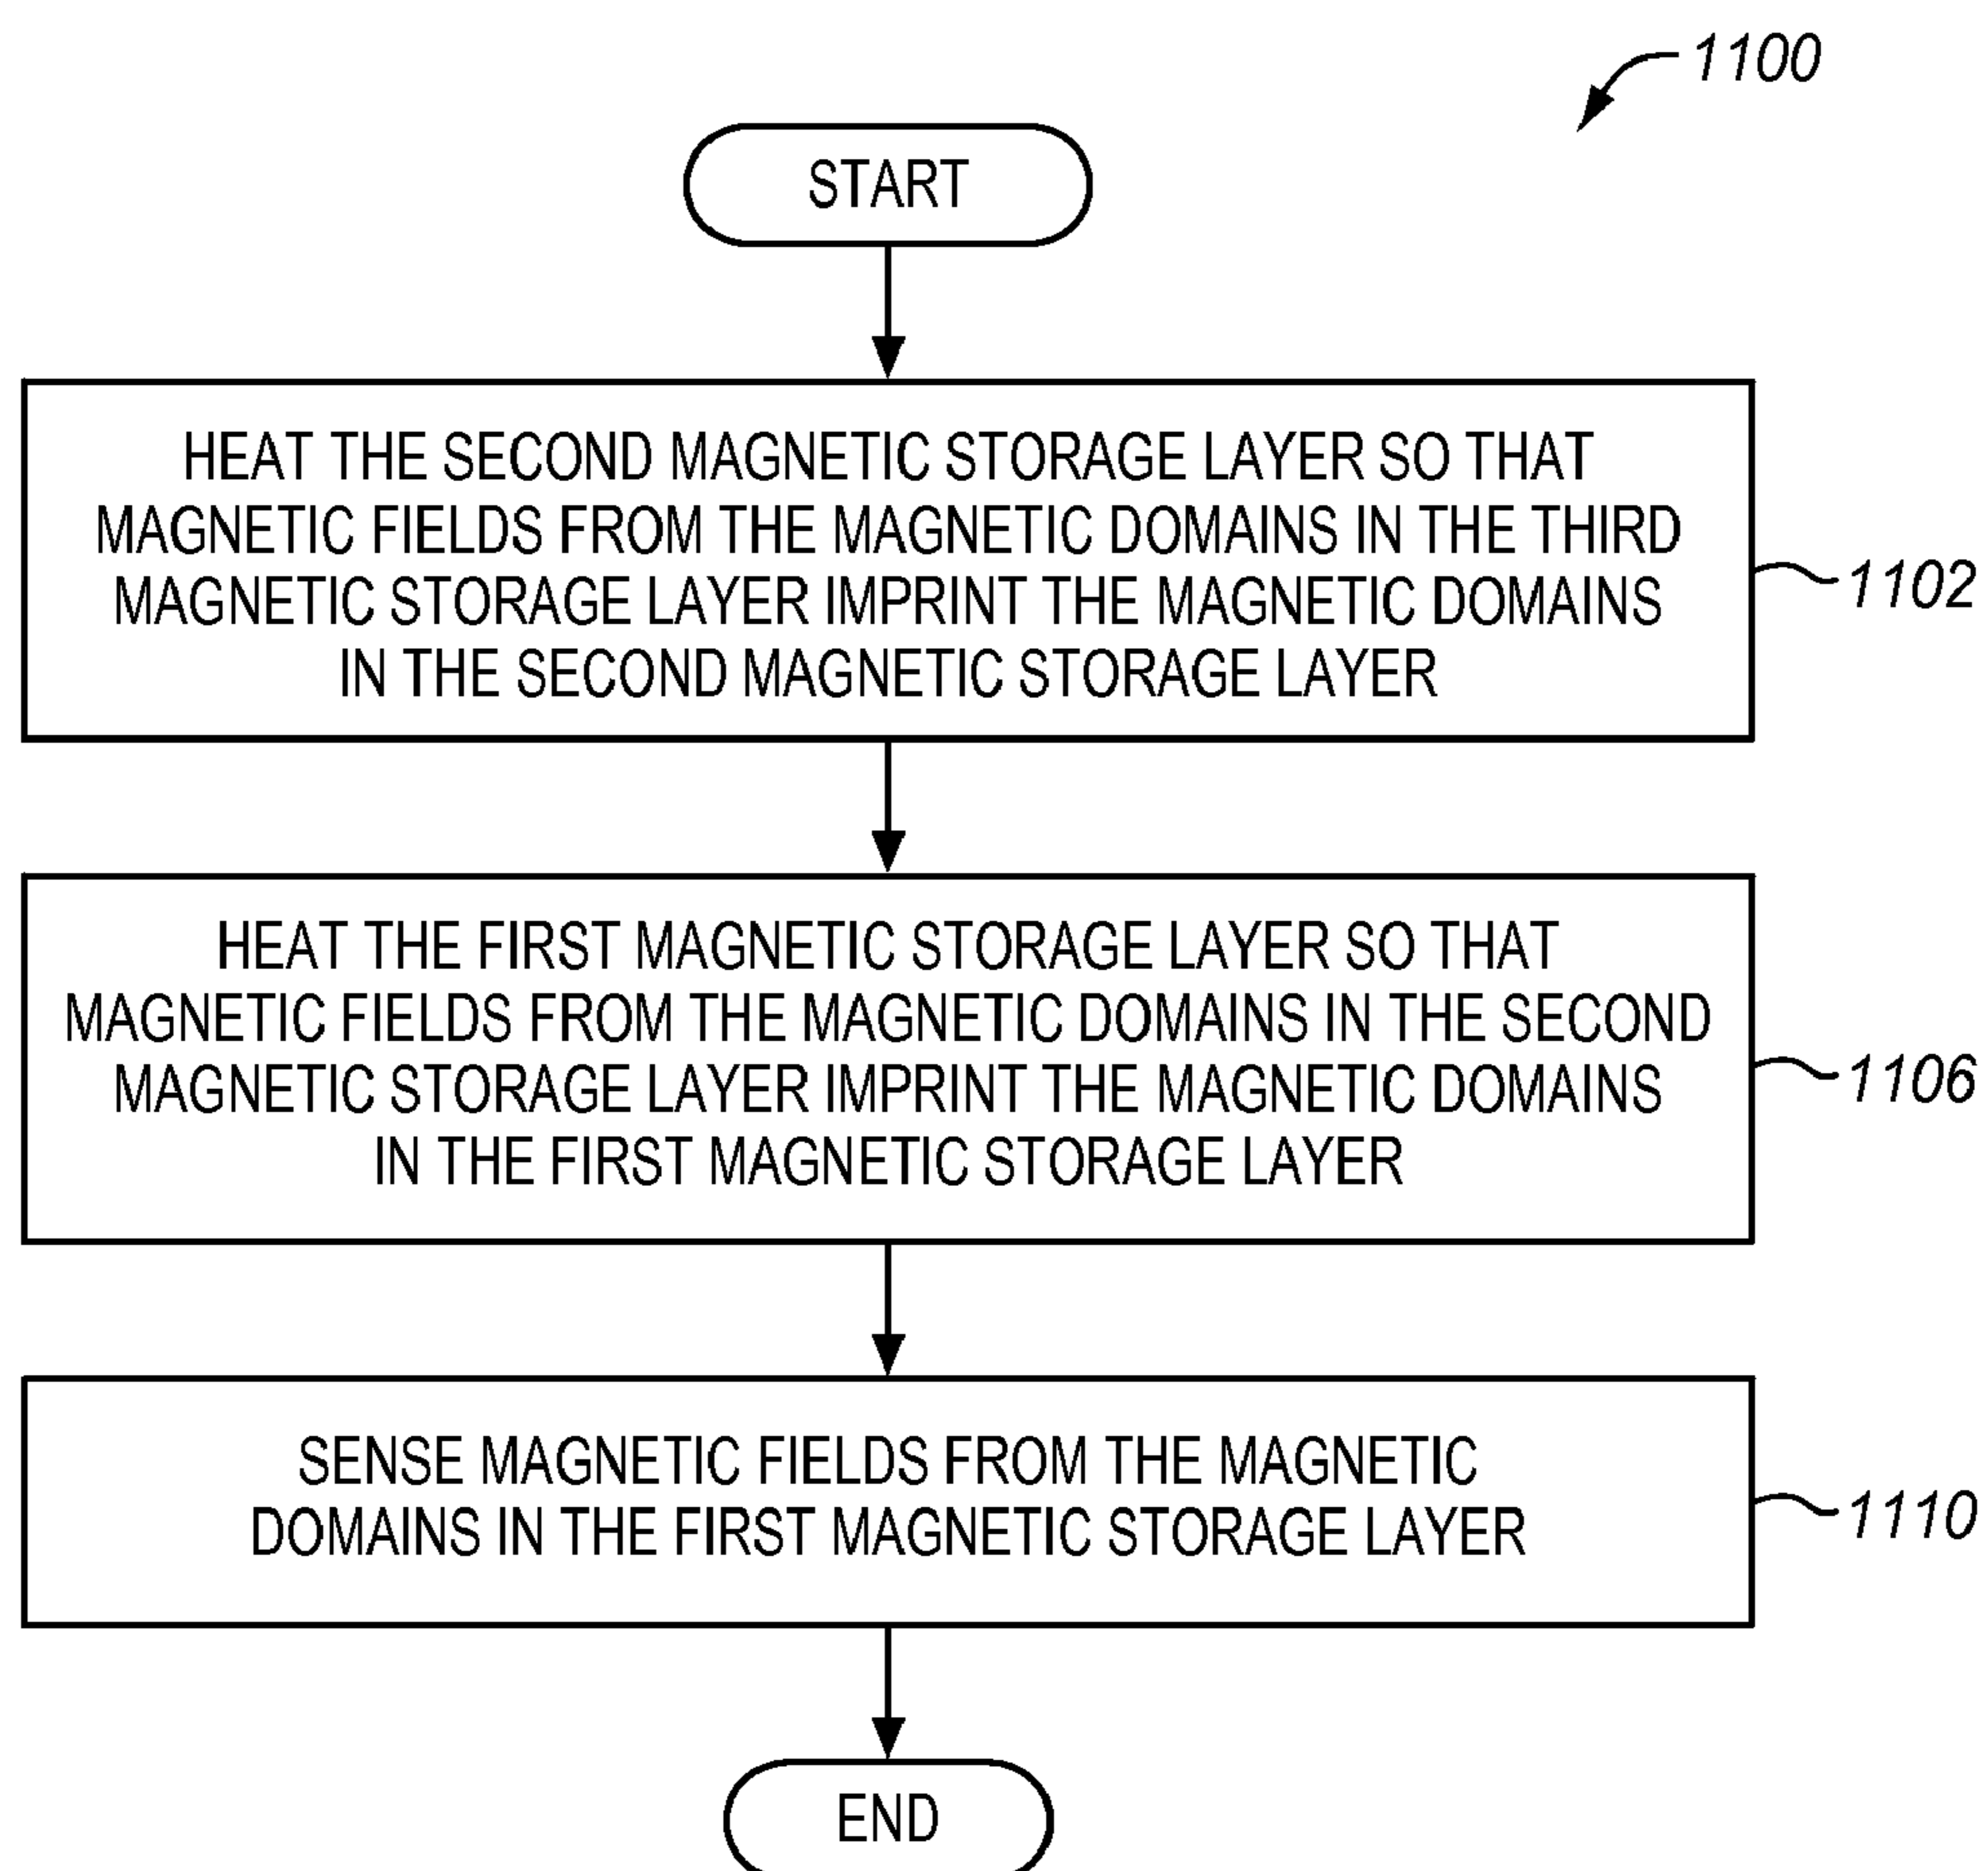 1100
START
HEAT THE SECOND MAGNETIC STORAGE LAYER SO THAT
MAGNETIC FIELDS FROM THE MAGNETIC DOMAINS IN THE THIRD
MAGNETIC STORAGE LAYER IMPRINT THE MAGNETIC DOMAINS
IN THE SECOND MAGNETIC STORAGE LAYER
1102
HEAT THE FIRST MAGNETIC STORAGE LAYER SO THAT
MAGNETIC FIELDS FROM THE MAGNETIC DOMAINS IN THE SECOND
MAGNETIC STORAGE LAYER IMPRINT THE MAGNETIC DOMAINS
IN THE FIRST MAGNETIC STORAGE LAYER
1106
SENSE MAGNETIC FIELDS FROM THE MAGNETIC
DOMAINS IN THE FIRST MAGNETIC STORAGE LAYER
1110
END